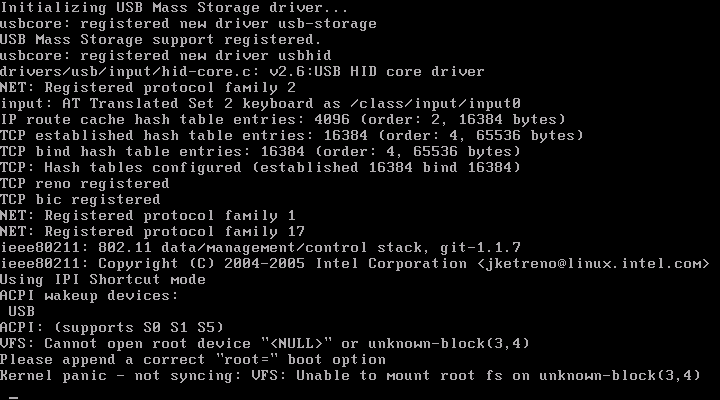 Initializing USB Mass Storage driver...
usbcore: registered new driver usb-storage
USB Mass Storage support registered.
usbcore: registered new driver usbhid
drivers/usb/input/hid-core.c: v2.6:USB HID core driver
NET: Registered protocol family 2
input: AT Translated Set 2 keyboard as /class/input/input0
IP route cache hash table entries: 4096 (order: 2, 16384 bytes)
TCP established hash table entries: 16384 (order: 4, 65536 bytes)
TCP bind hash table entries: 16384 (order: 4, 65536 bytes)
TCP: Hash tables configured (established 16384 bind 16384)
TCP reno registered
TCP bic registered
NET: Registered protocol family 1
NET: Registered protocol family 17
ieee80211: 802.11 data/management/control stack, git-1.1.7
ieee80211: Copyright (C) 2004-2005 Intel Corporation <jketreno@linux.intel.com>
Using IPI Shortcut mode
ACPI wakeup devices:
 USB
ACPI: (supports S0 S1 S5)
VFS: Cannot open root device "<NULL>" or unknown-block(3,4)
Please append a correct "root=" boot option
Kernel panic - not syncing: VFS: Unable to mount root fs on unknown-block(3,4)